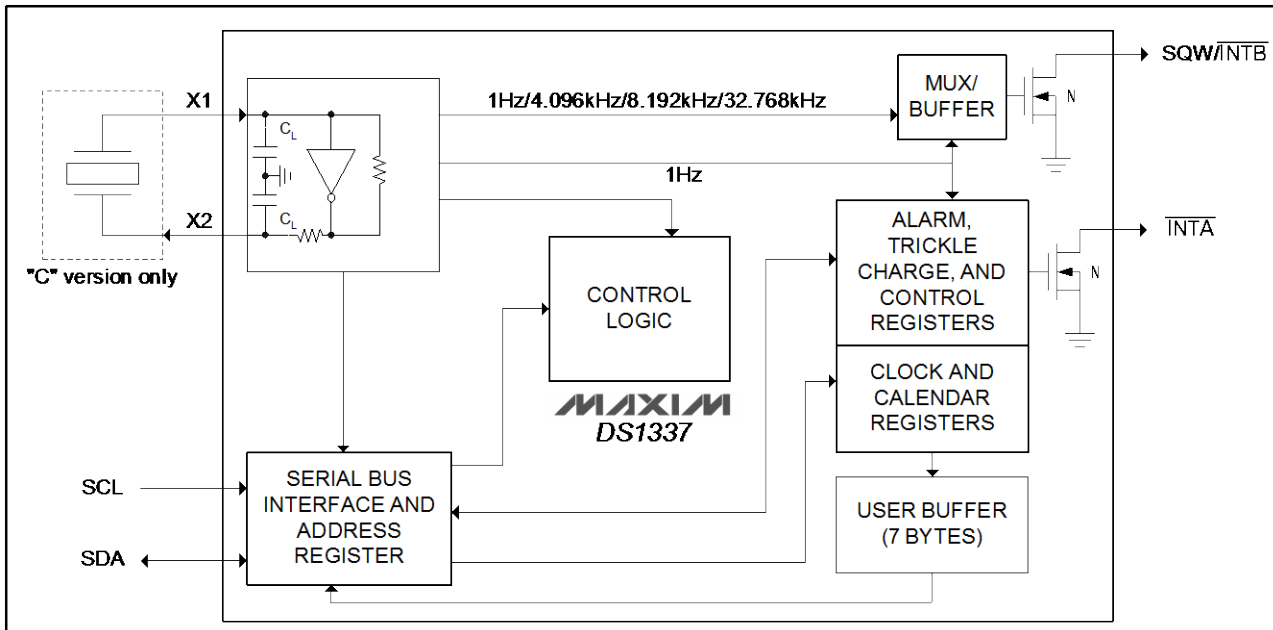 SQW/INTB
X1
1Hz/4.096kHz/8.192kHz/32.768kHz
MUX/
BUFFER
N
CL
1Hz
X2
CL
"C" version only
ALARM,
TRICKLE
CHARGE, AND
CONTROL
REGISTERS
INTA
N
CONTROL
LOGIC
CLOCK AND
CALENDAR
REGISTERS
MAXIM
DS1337
SCL
SDA
SERIAL BUS
INTERFACE AND
ADDRESS
REGISTER
USER BUFFER
(7 BYTES)